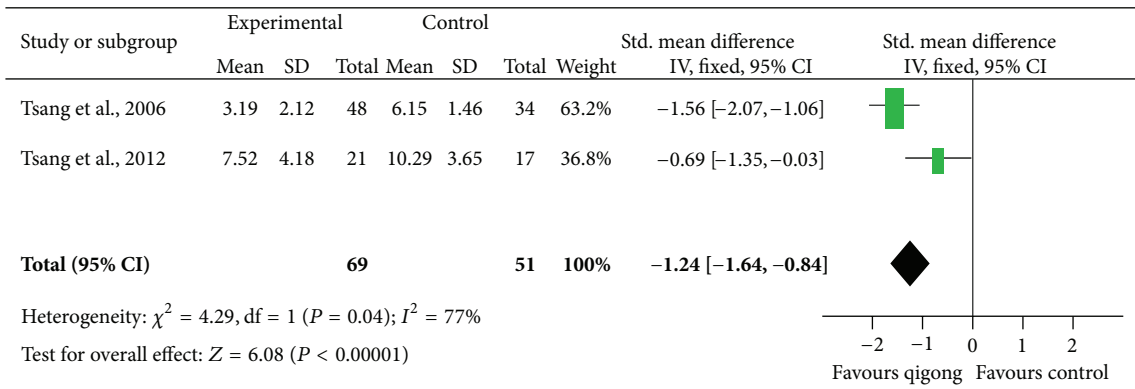 Experimental Control
Study or subgroup Std. mean difference Std. mean difference
Mean SD Total Mean SD Total Weight IV, fixed, 95% CI IV, fixed, 95% CI
Tsang et al., 2006 3.19 2.12 48 6.15 1.46 34 63.2% −1.56 [−2.07, −1.06]
Tsang et al., 2012 7.52 4.18 21 10.29 3.65 17 36.8% −0.69 [−1.35, −0.03]
Total (95% CI) 69 51 100% −1.24 [−1.64, −0.84]
Heterogeneity: χ² = 4.29, df = 1 (P = 0.04); I² = 77%
Test for overall effect: Z = 6.08 (P < 0.00001)
−2 −1 0 1 2
Favours qigong Favours control